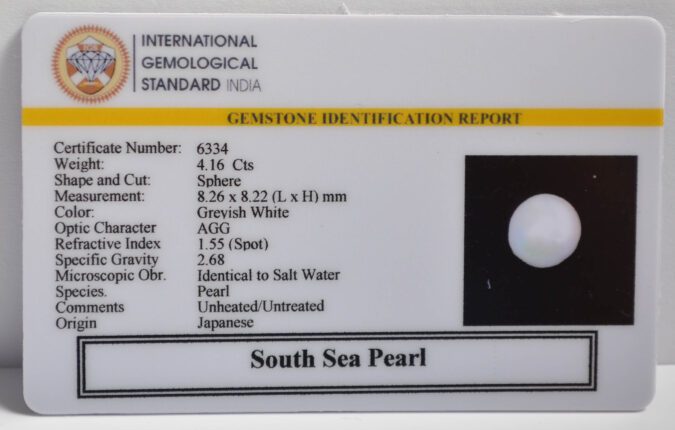 INTERNATIONAL
GEMOLOGICAL
STANDARD INDIA
GEMSTONE IDENTIFICATION REPORT
Certificate Number: 6334
Weight: 4.16 Cts
Shape and Cut: Sphere
Measurement: 8.26 x 8.22 (L x H) mm
Color: Greyish White
Optic Character AGG
Refractive Index 1.55 (Spot)
Specific Gravity 2.68
Microscopic Obr. Identical to Salt Water
Species. Pearl
Comments Unheated/Untreated
Origin Japanese
South Sea Pearl